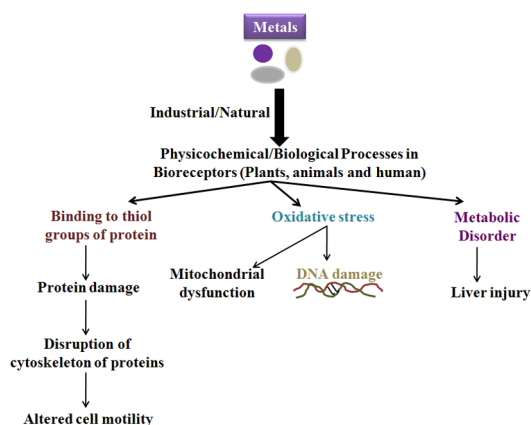 Metals
Industrial/Natural
Physicochemical/Biological Processes in
Bioreceptors (Plants, animals and human)
Binding to thiol
groups of protein
Oxidative stress
Metabolic
Disorder
Protein damage
Mitochondrial
dysfunction
DNA damage
Liver injury
Disruption of
cytoskeleton of proteins
Altered cell motility